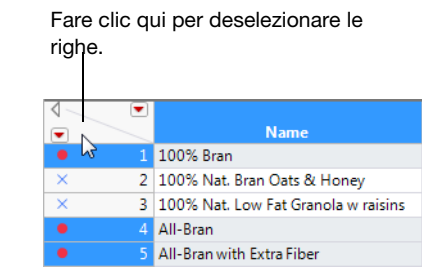 Fare clic qui per deselezionare le
righe.
Name
1 100% Bran
2 100% Nat. Bran Oats & Honey
3 100% Nat. Low Fat Granola w raisins
4 All-Bran
5 All-Bran with Extra Fiber